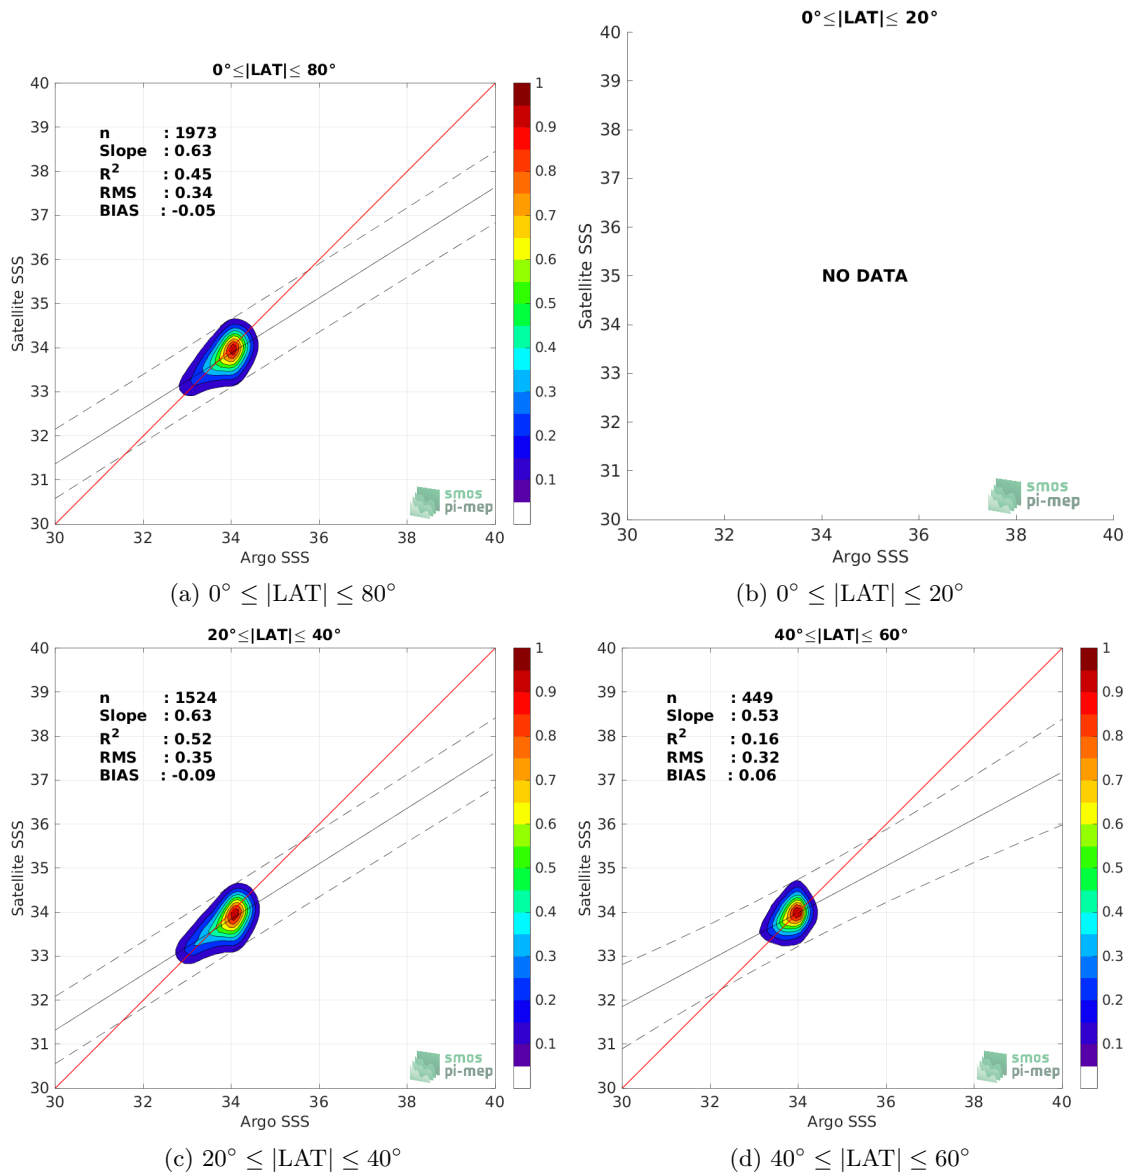 0°≤|LAT|≤ 80°
40
39
38
37
36
35
34
33
32
31
30
Satellite SSS
n : 1973
Slope : 0.63
R² : 0.45
RMS : 0.34
BIAS : -0.05
smos
pi-mep
30 32 34 36 38 40
Argo SSS
1
0.9
0.8
0.7
0.6
0.5
0.4
0.3
0.2
0.1
(a) 0° ≤ |LAT| ≤ 80°
0°≤|LAT|≤ 20°
40
39
38
37
36
35
34
33
32
31
30
Satellite SSS
NO DATA
smos
pi-mep
30 32 34 36 38 40
Argo SSS
(b) 0° ≤ |LAT| ≤ 20°
20°≤|LAT|≤ 40°
40
39
38
37
36
35
34
33
32
31
30
Satellite SSS
n : 1524
Slope : 0.63
R² : 0.52
RMS : 0.35
BIAS : -0.09
smos
pi-mep
30 32 34 36 38 40
Argo SSS
1
0.9
0.8
0.7
0.6
0.5
0.4
0.3
0.2
0.1
(c) 20° ≤ |LAT| ≤ 40°
40°≤|LAT|≤ 60°
40
39
38
37
36
35
34
33
32
31
30
Satellite SSS
n : 449
Slope : 0.53
R² : 0.16
RMS : 0.32
BIAS : 0.06
smos
pi-mep
30 32 34 36 38 40
Argo SSS
1
0.9
0.8
0.7
0.6
0.5
0.4
0.3
0.2
0.1
(d) 40° ≤ |LAT| ≤ 60°